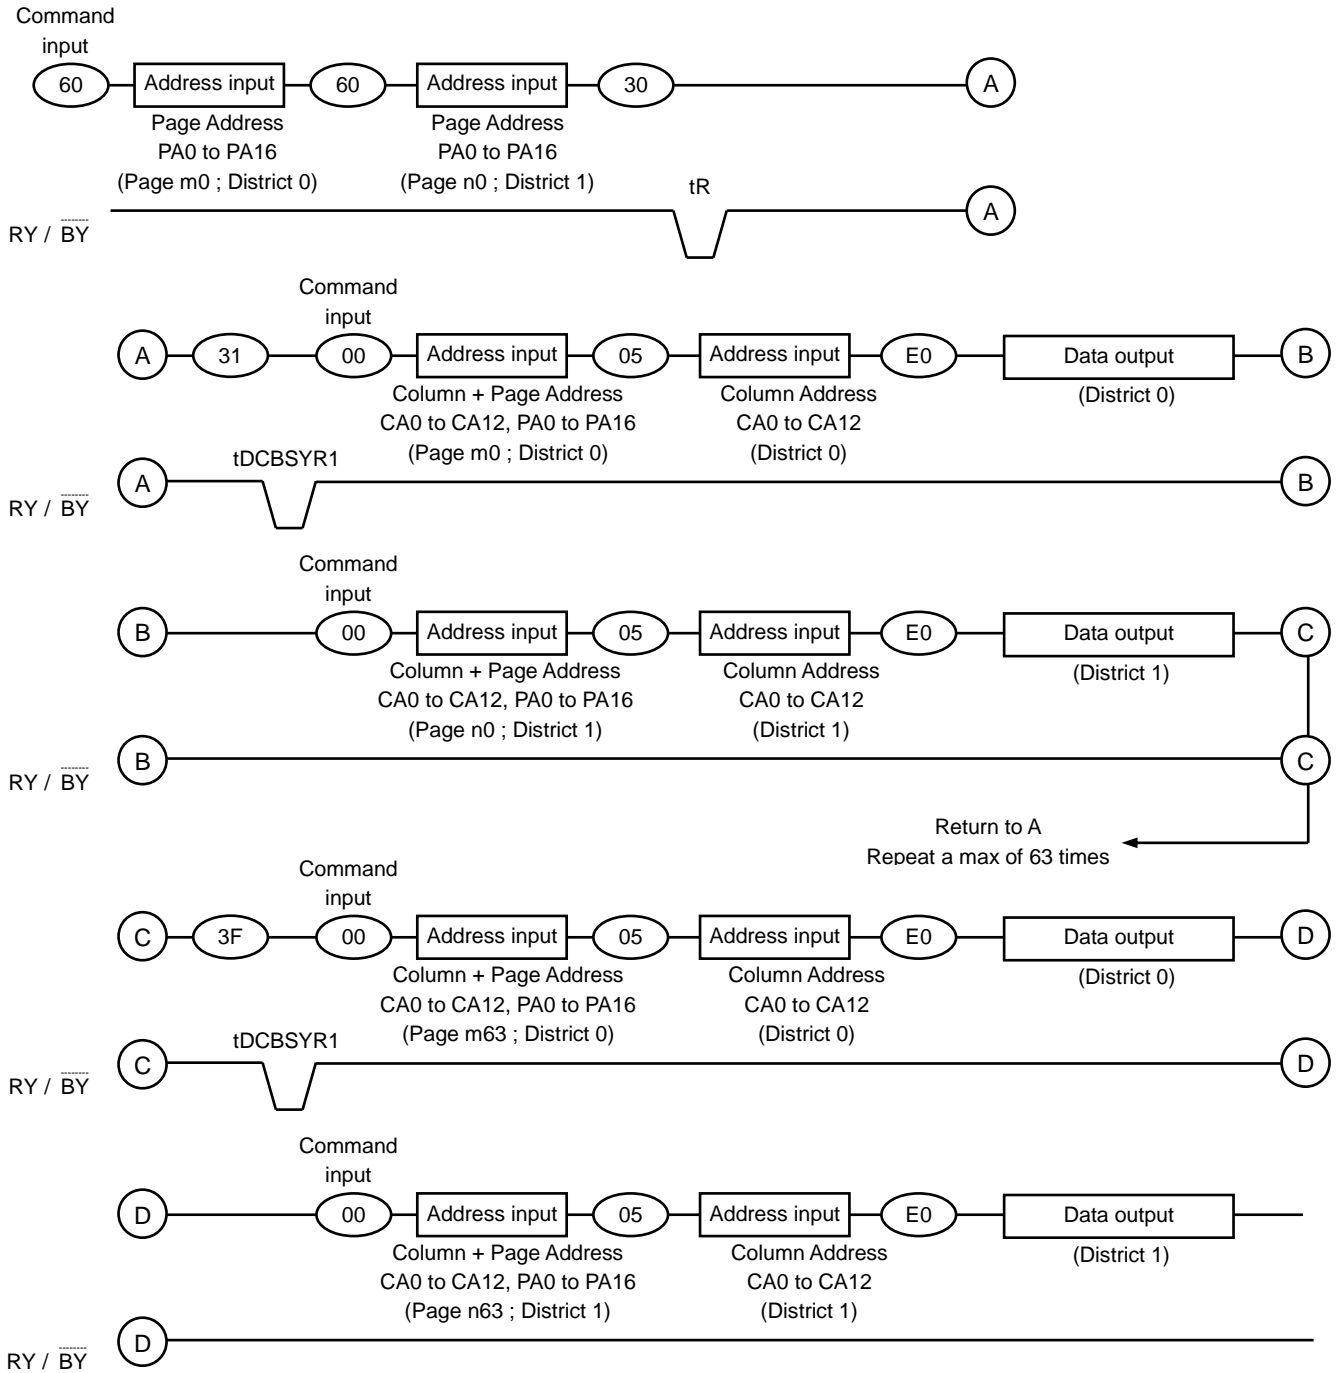 Command
input
60 Address input 60 Address input 30 A
Page Address Page Address
PA0 to PA16 PA0 to PA16
(Page m0 ; District 0) (Page n0 ; District 1) tR
RY / BY A
Command
input
A 31 00 Address input 05 Address input E0 Data output B
Column + Page Address Column Address (District 0)
CA0 to CA12, PA0 to PA16 CA0 to CA12
(Page m0 ; District 0) (District 0)
tDCBSYR1
RY / BY A B
Command
input
B 00 Address input 05 Address input E0 Data output C
Column + Page Address Column Address (District 1)
CA0 to CA12, PA0 to PA16 CA0 to CA12
(Page n0 ; District 1) (District 1)
RY / BY B C
Return to A
Repeat a max of 63 times
Command
input
C 3F 00 Address input 05 Address input E0 Data output D
Column + Page Address Column Address (District 0)
CA0 to CA12, PA0 to PA16 CA0 to CA12
(Page m63 ; District 0) (District 0)
tDCBSYR1
RY / BY C D
Command
input
D 00 Address input 05 Address input E0 Data output
Column + Page Address Column Address (District 1)
CA0 to CA12, PA0 to PA16 CA0 to CA12
(Page n63 ; District 1) (District 1)
RY / BY D